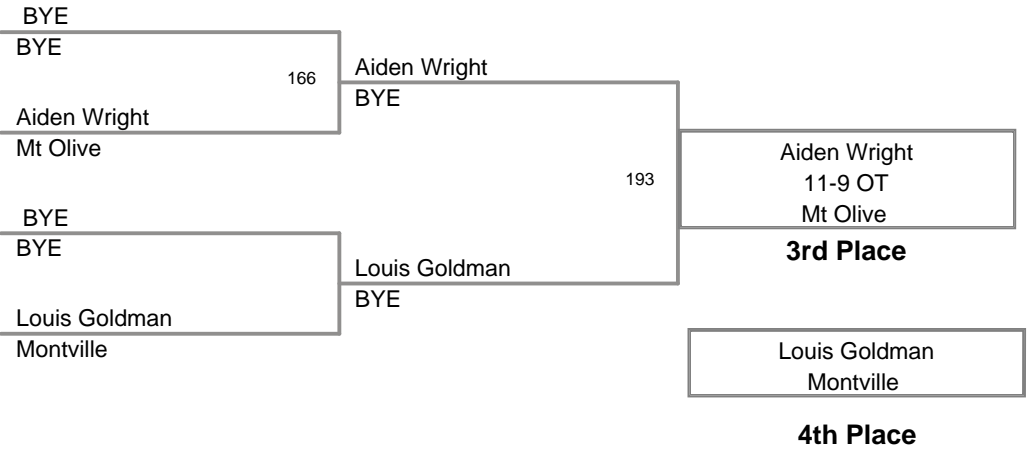 BYE
BYE
166
Aiden Wright
Mt Olive
Aiden Wright
BYE
BYE
BYE
Louis Goldman
Montville
Louis Goldman
BYE
193
Aiden Wright
11-9 OT
Mt Olive
3rd Place
Louis Goldman
Montville
4th Place